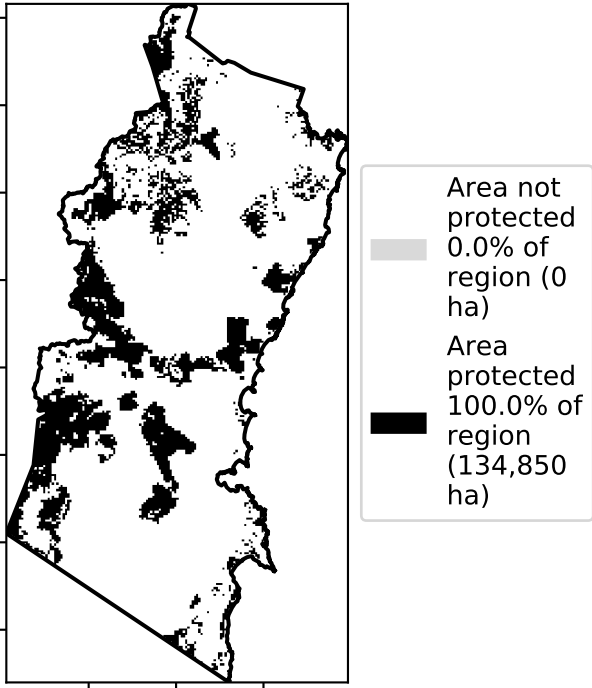 Area not
protected
0.0% of
region (0
ha)
Area
protected
100.0% of
region
(134,850
ha)